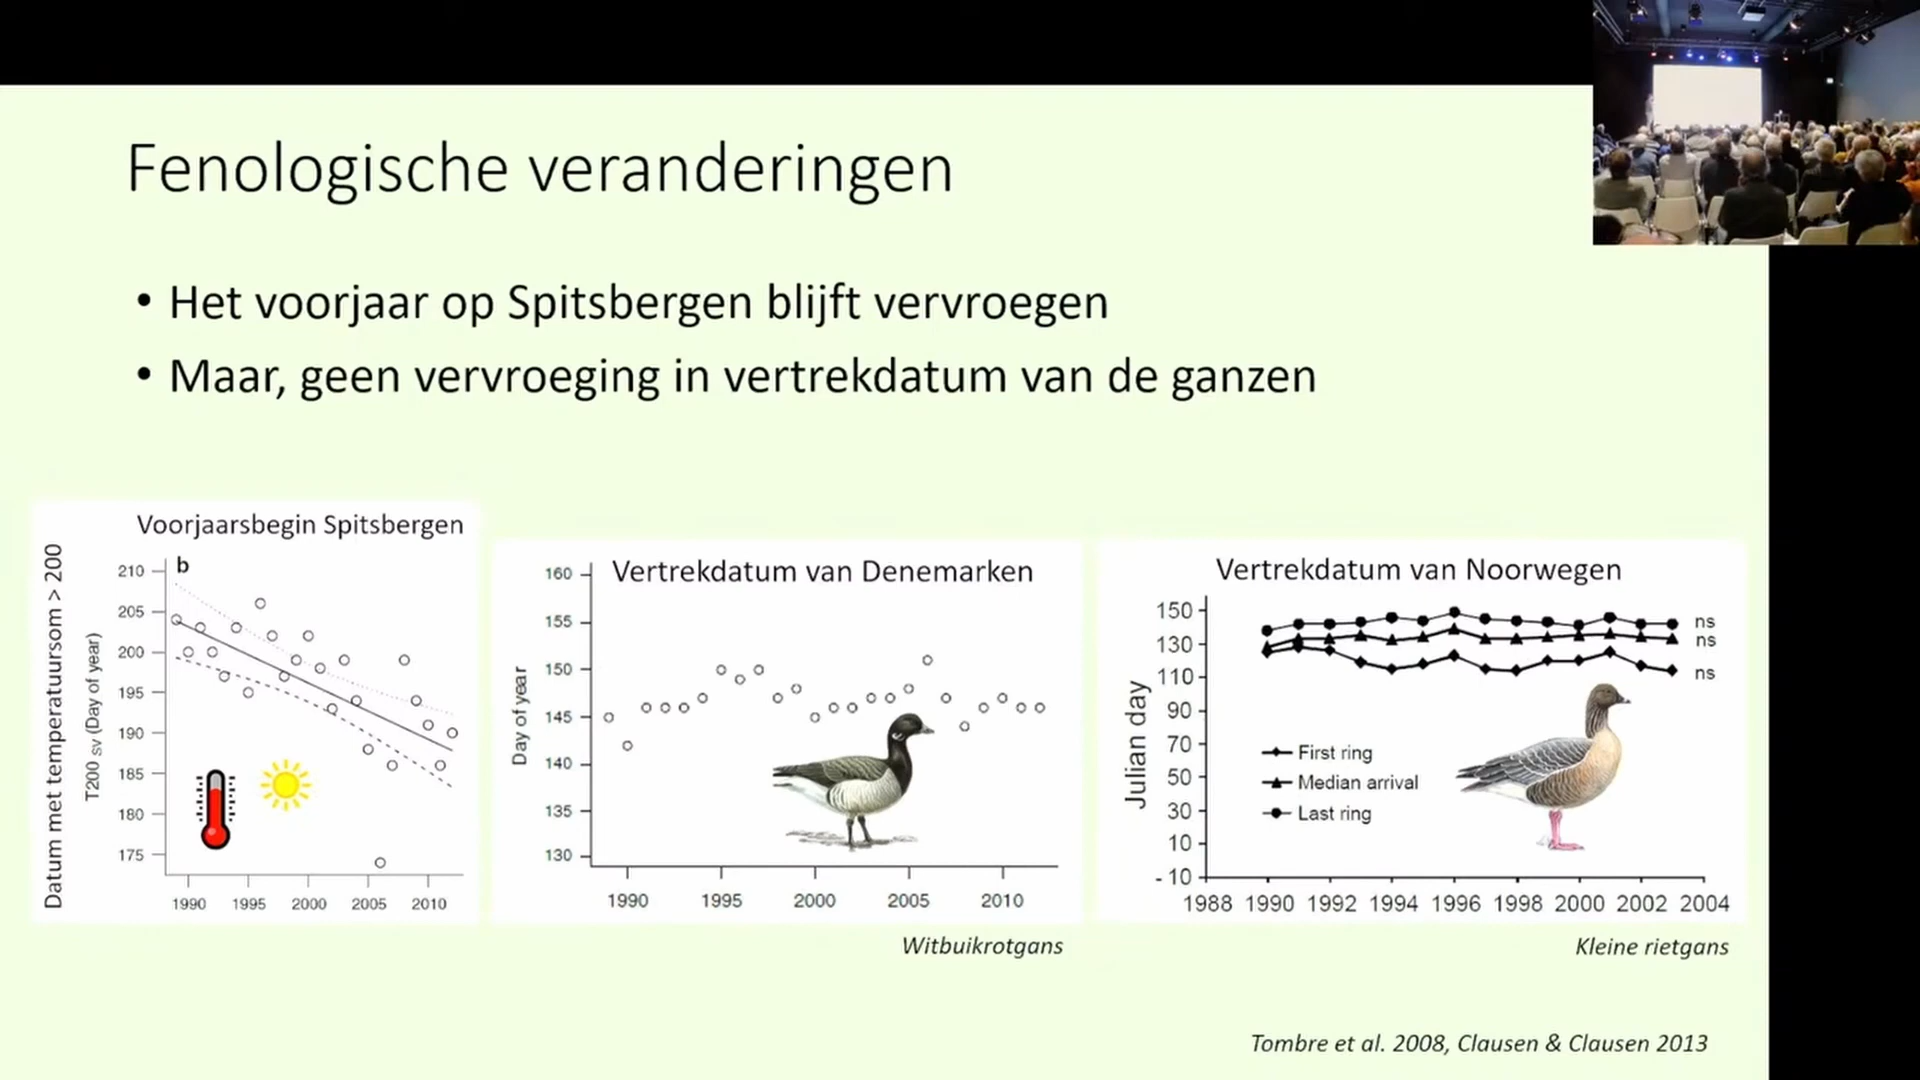 Fenologische veranderingen
• Het voorjaar op Spitsbergen blijft vervroegen
• Maar, geen vervroeging in vertrekdatum van de ganzen
Voorjaarsbegin Spitsbergen
Datum met temperatuursom > 200
T200 SV (Day of year)
b
210
205
200
195
190
185
180
175
1990 1995 2000 2005 2010
Vertrekdatum van Denemarken
Day of year
160
155
150
145
140
135
130
1990 1995 2000 2005 2010
Witbuikrotgans
Vertrekdatum van Noorwegen
Julian day
150
130
110
90
70
50
30
10
- 10
ns
ns
ns
First ring
Median arrival
Last ring
1988 1990 1992 1994 1996 1998 2000 2002 2004
Kleine rietgans
Tombre et al. 2008, Clausen & Clausen 2013